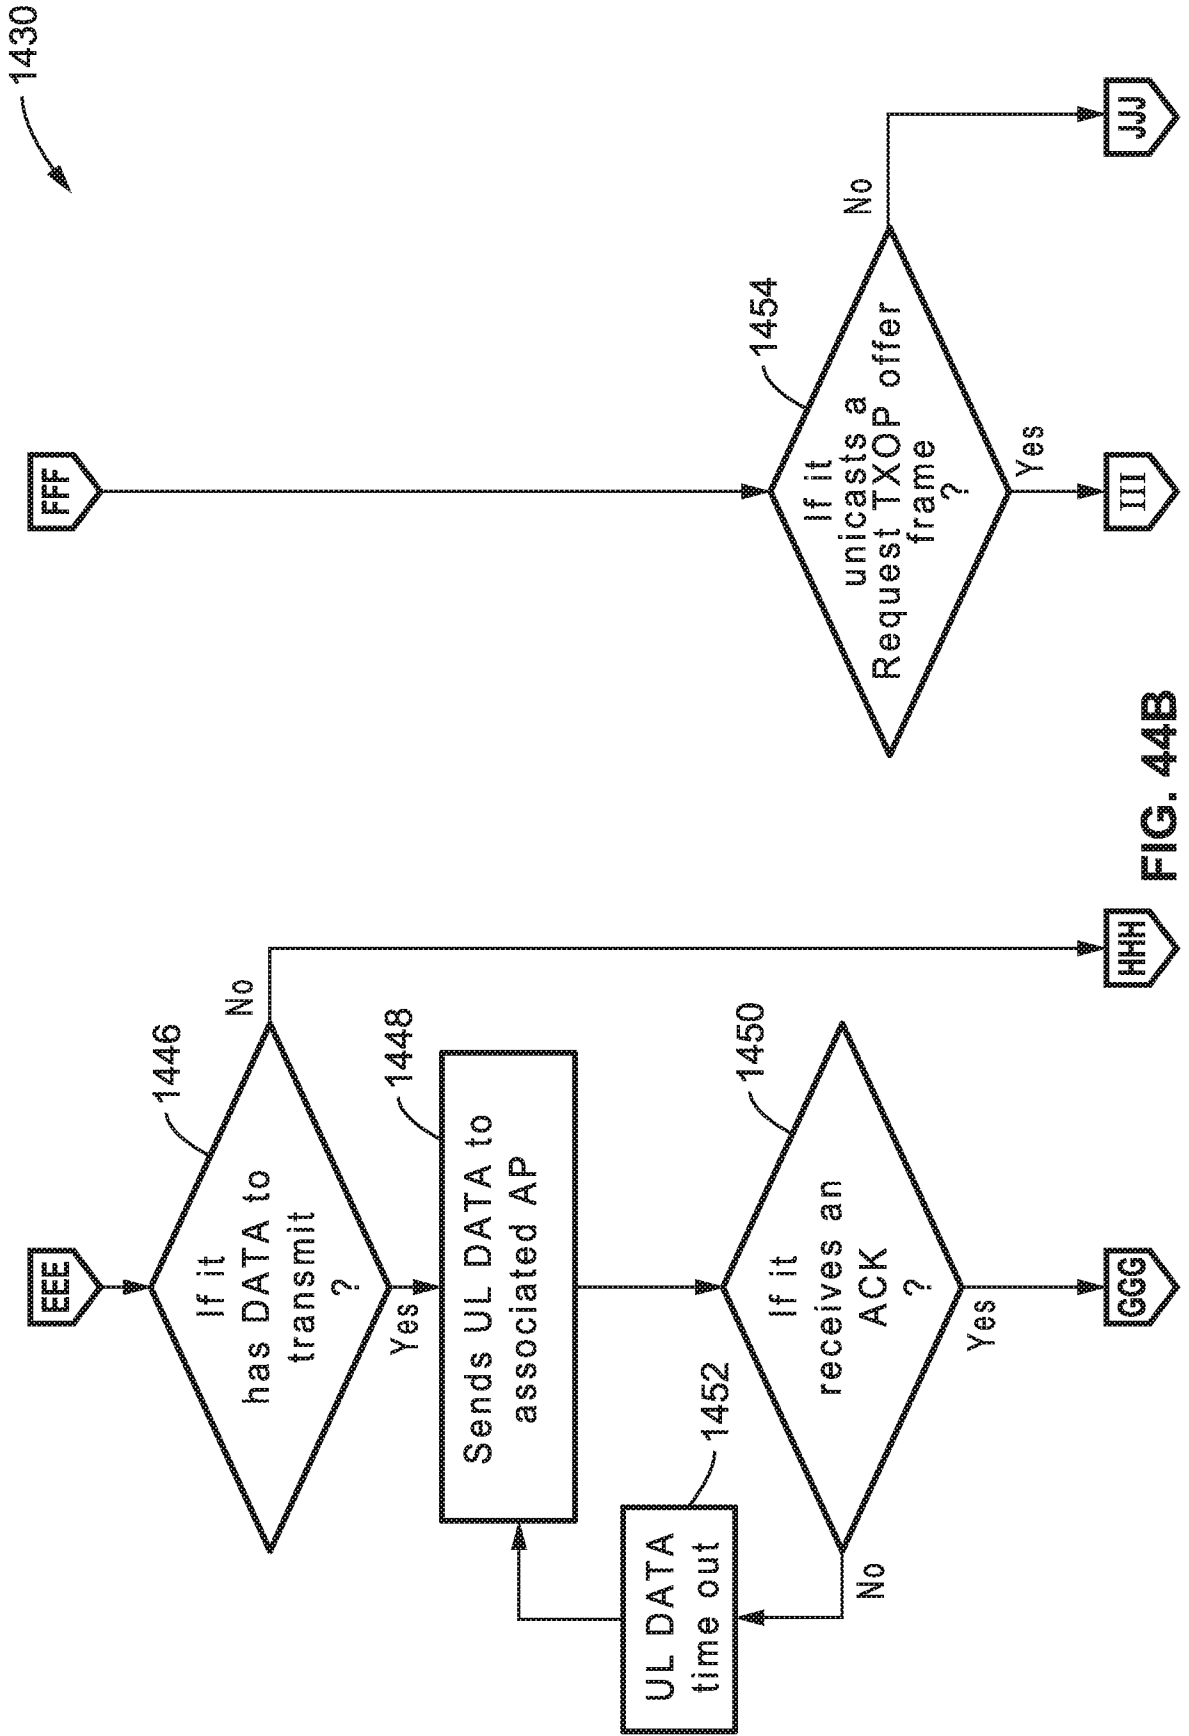 1430
EEE
FFF
If it
has DATA to
transmit
?
1446
No
Yes
Sends UL DATA to
associated AP
1448
UL DATA
time out
1452
If it
receives an
ACK
?
1450
No
Yes
If it
unicasts a
Request TXOP offer
frame
?
1454
No
Yes
GGG
HHH
III
JJJ
FIG. 44B